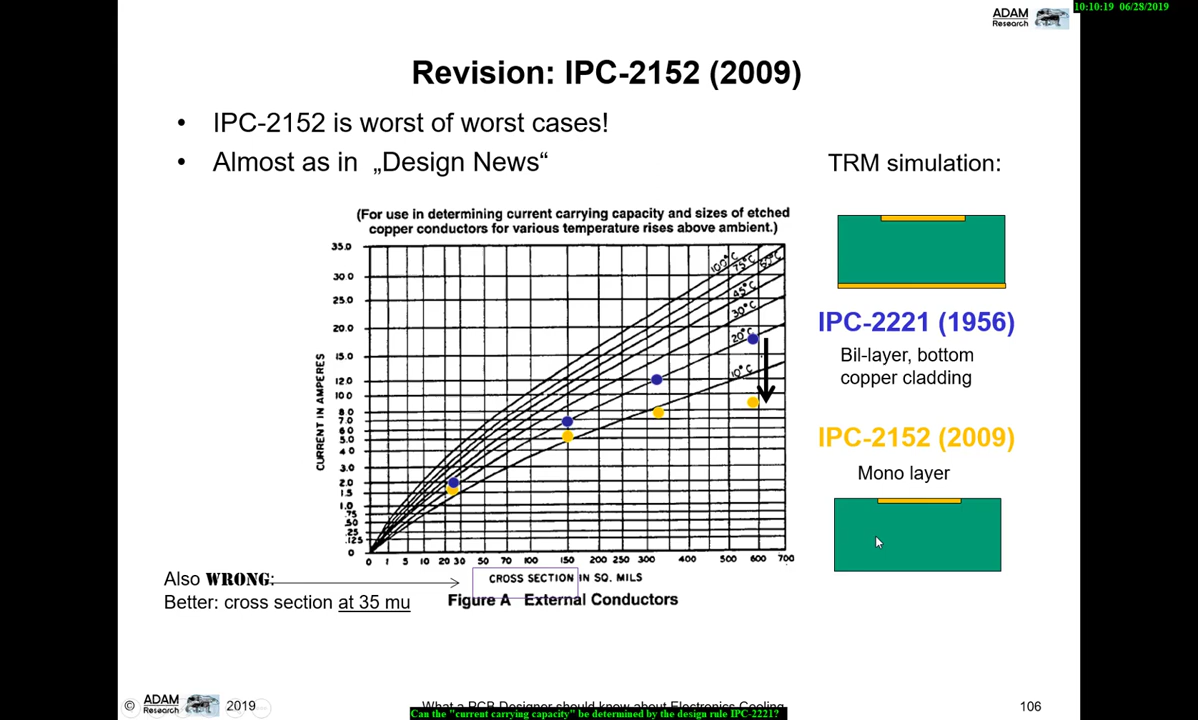 ADAM
Research
10:10:19 06/28/2019
Revision: IPC-2152 (2009)
• IPC-2152 is worst of worst cases!
• Almost as in „Design News“
TRM simulation:
(For use in determining current carrying capacity and sizes of etched
copper conductors for various temperature rises above ambient.)
CURRENT IN AMPERES
35.0
30.0
25.0
20.0
15.0
12.0
10.0
8.0
7.0
6.0
5.0
4.0
3.0
2.0
1.5
1.0
.75
.50
.25
.125
0
100°C
75°C
45°C
30°C
20°C
10°C
0 1 5 10 20 30 50 70 100 150 200 250 300 400 500 600 700
CROSS SECTION IN SQ. MILS
Figure A External Conductors
IPC-2221 (1956)
Bil-layer, bottom
copper cladding
IPC-2152 (2009)
Mono layer
Also WRONG:
Better: cross section at 35 mu
© ADAM
Research
2019
What a PCB Designer should know about Electronics Cooling
106
Can the "current carrying capacity" be determined by the design rule IPC-2221?